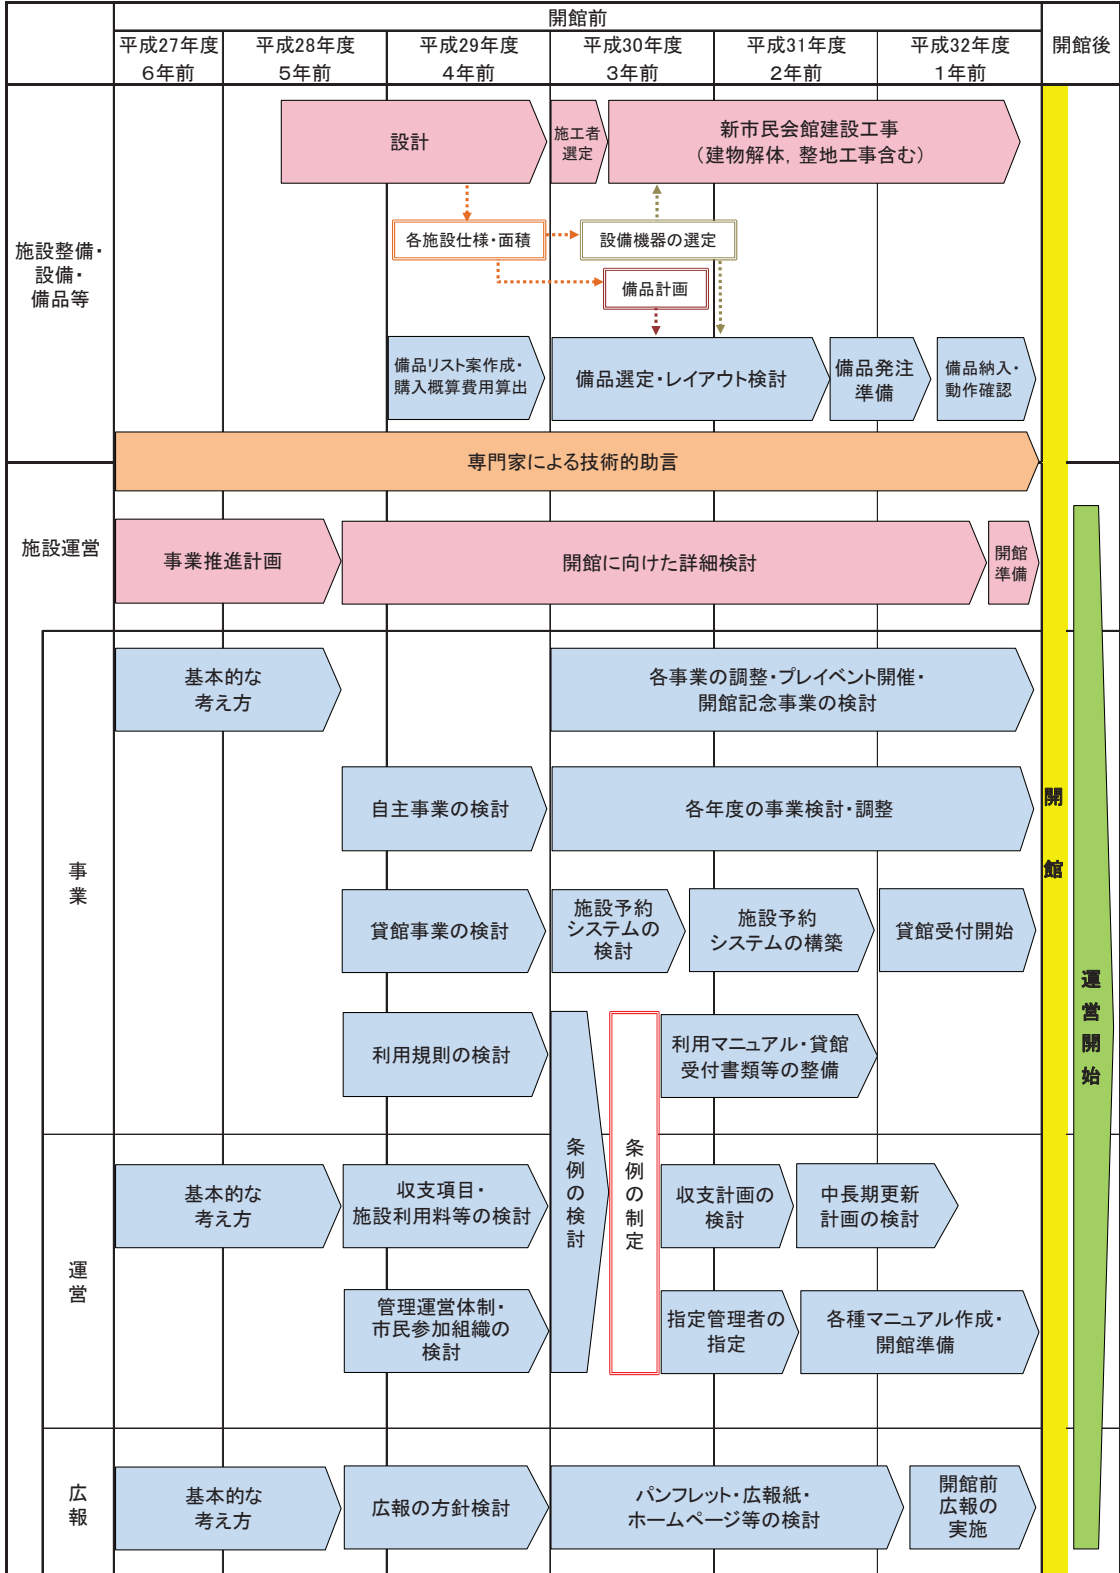 開館前
開館後
平成27年度
6年前
平成28年度
5年前
平成29年度
4年前
平成30年度
3年前
平成31年度
2年前
平成32年度
1年前
施設整備・
設備・
備品等
設計
施工者
選定
新市民会館建設工事
(建物解体，整地工事含む)
各施設仕様・面積
設備機器の選定
備品計画
備品リスト案作成・
購入概算費用算出
備品選定・レイアウト検討
備品発注
準備
備品納入・
動作確認
専門家による技術的助言
施設運営
事業推進計画
開館に向けた詳細検討
開館
準備
事業
基本的な
考え方
各事業の調整・プレイベント開催・
開館記念事業の検討
自主事業の検討
各年度の事業検討・調整
貸館事業の検討
施設予約
システムの
検討
施設予約
システムの構築
貸館受付開始
利用規則の検討
条例の検討
条例の制定
利用マニュアル・貸館
受付書類等の整備
運営
基本的な
考え方
収支項目・
施設利用料等の検討
収支計画の
検討
中長期更新
計画の検討
管理運営体制・
市民参加組織の
検討
指定管理者の
指定
各種マニュアル作成・
開館準備
広報
基本的な
考え方
広報の方針検討
パンフレット・広報紙・
ホームページ等の検討
開館前
広報の
実施
開館
運営開始